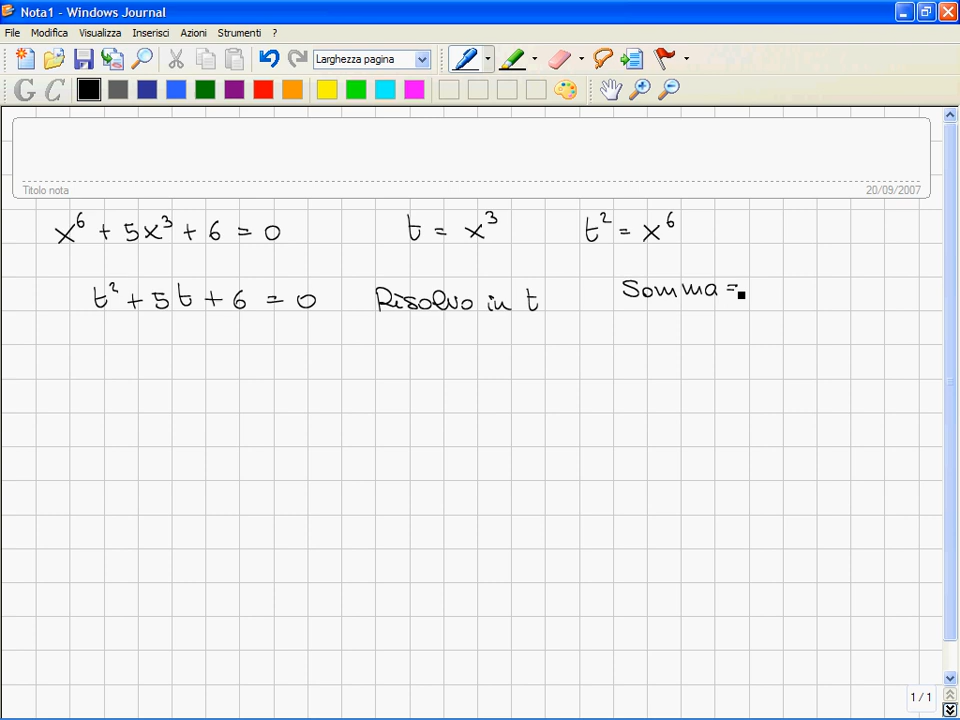 Nota1 - Windows Journal
File Modifica Visualizza Inserisci Azioni Strumenti ?
Larghezza pagina
G C
Titolo nota 20/09/2007
x⁶ + 5x³ + 6 = 0 t = x³ t² = x⁶
t² + 5t + 6 = 0 Risolvo in t Somma =
1 / 1